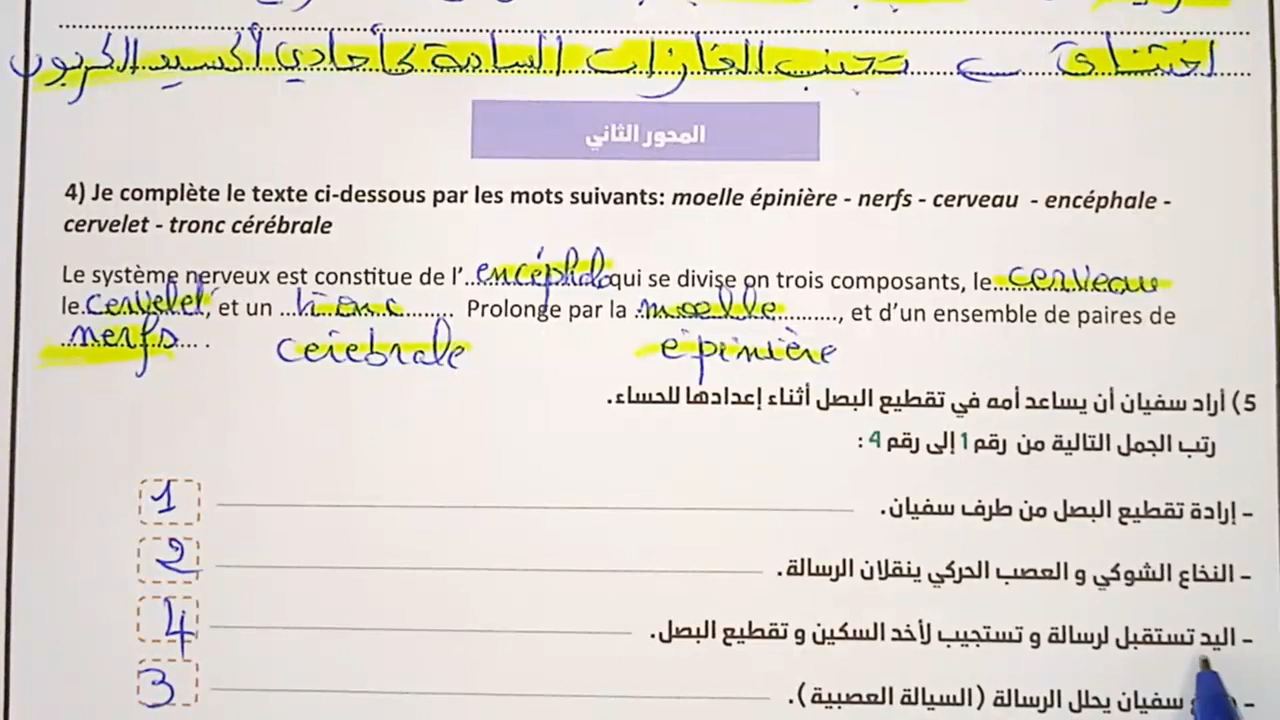 اختناق ← تجنب الغازات السامة كأحادي أكسيد الكربون
المحور الثاني
4) Je complète le texte ci-dessous par les mots suivants: moelle épinière - nerfs - cerveau - encéphale -
cervelet - tronc cérébrale
Le système nerveux est constitue de l'..encéphale qui se divise on trois composants, le...cerveau
le.cervelet, et un ...tronc........ Prolonge par la .moelle.........., et d'un ensemble de paires de
nerfs.... . cerebrale épinière
5) أراد سفيان أن يساعد أمه في تقطيع البصل أثناء إعدادها للحساء.
رتب الجمل التالية من رقم 1 إلى رقم 4 :
- إرادة تقطيع البصل من طرف سفيان. 1
- النخاع الشوكي و العصب الحركي ينقلان الرسالة. 2
- اليد تستقبل لرسالة و تستجيب لأخد السكين و تقطيع البصل. 4
- سفيان يحلل الرسالة (السيالة العصبية). 3